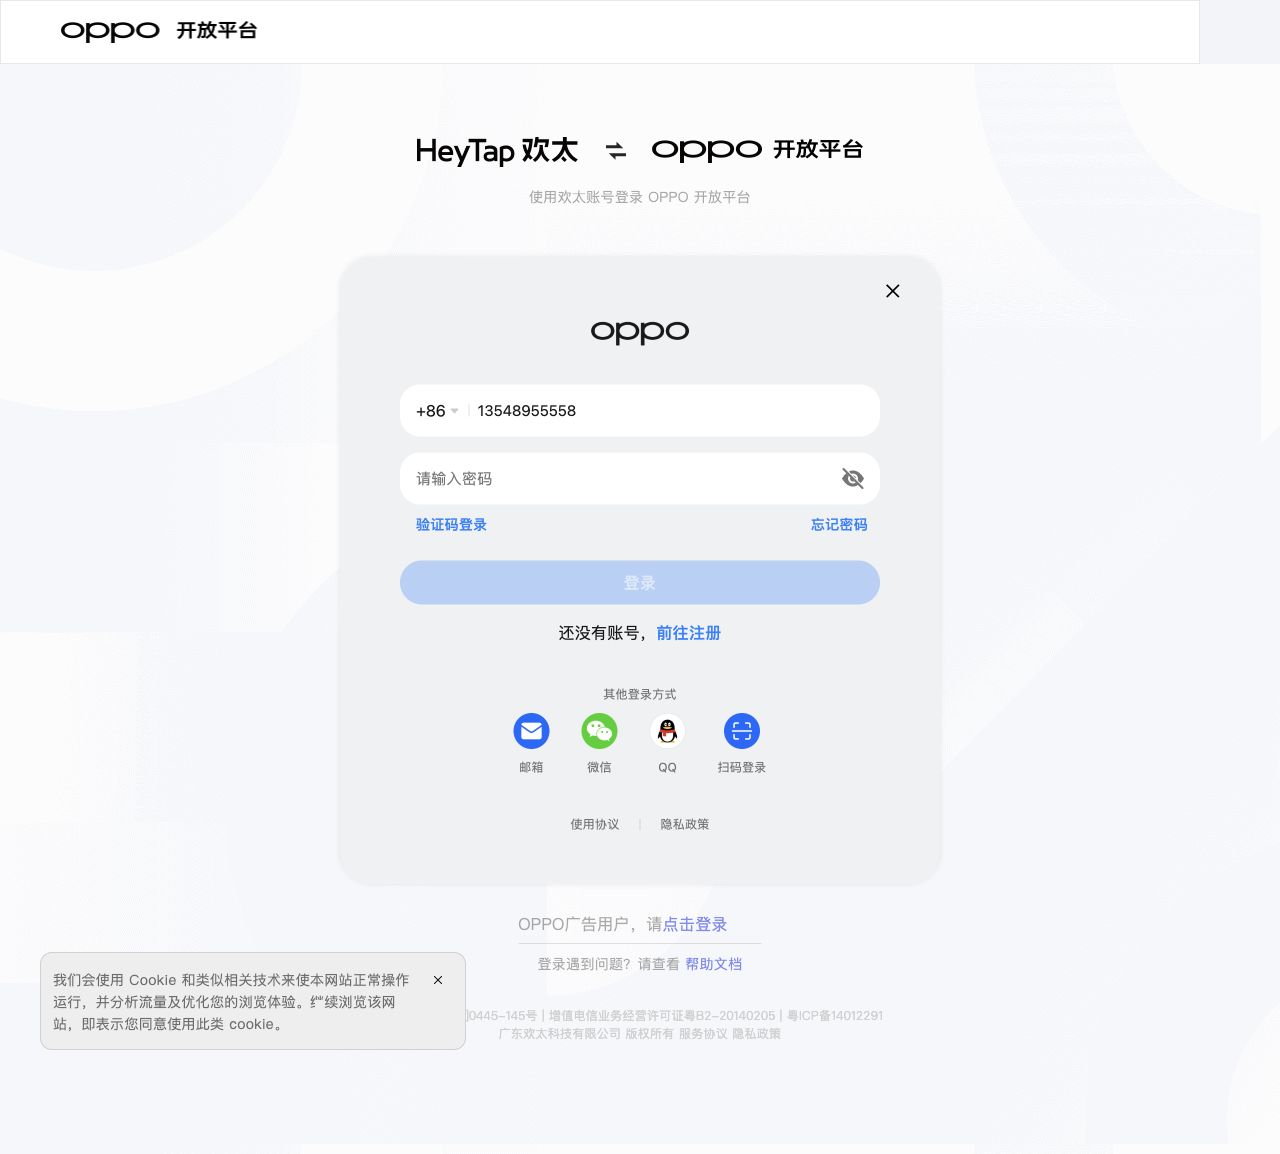 oppo 开放平台
HeyTap 欢太 oppo 开放平台
使用欢太账号登录 OPPO 开放平台
oppo
+86 13548955558
请输入密码
验证码登录 忘记密码
登录
还没有账号，前往注册
其他登录方式
邮箱 微信 QQ 扫码登录
使用协议 隐私政策
OPPO广告用户，请点击登录
登录遇到问题？请查看 帮助文档
我们会使用 Cookie 和类似相关技术来使本网站正常操作
运行，并分析流量及优化您的浏览体验。继续浏览该网
站，即表示您同意使用此类 cookie。
0445-145号 | 增值电信业务经营许可证粤B2-20140205 | 粤ICP备14012291
广东欢太科技有限公司 版权所有 服务协议 隐私政策